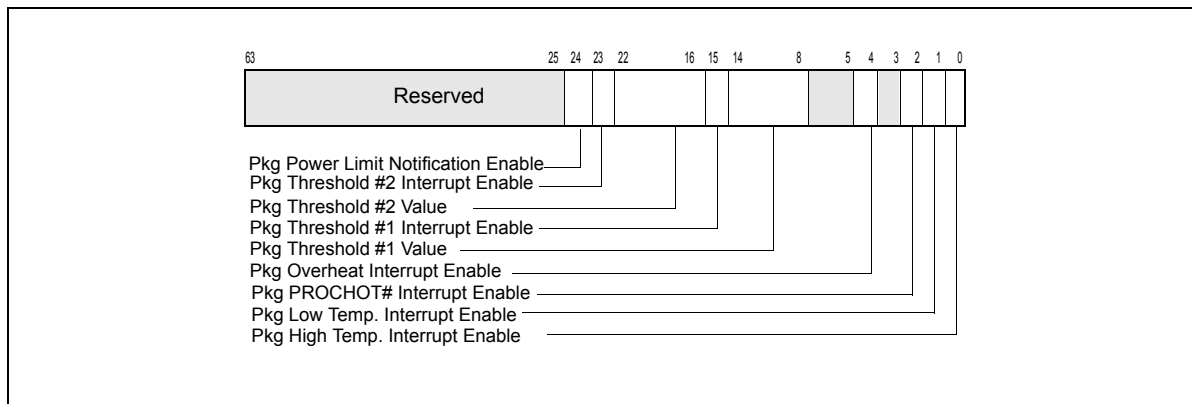 63 25 24 23 22 16 15 14 8 5 4 3 2 1 0
Reserved
Pkg Power Limit Notification Enable
Pkg Threshold #2 Interrupt Enable
Pkg Threshold #2 Value
Pkg Threshold #1 Interrupt Enable
Pkg Threshold #1 Value
Pkg Overheat Interrupt Enable
Pkg PROCHOT# Interrupt Enable
Pkg Low Temp. Interrupt Enable
Pkg High Temp. Interrupt Enable